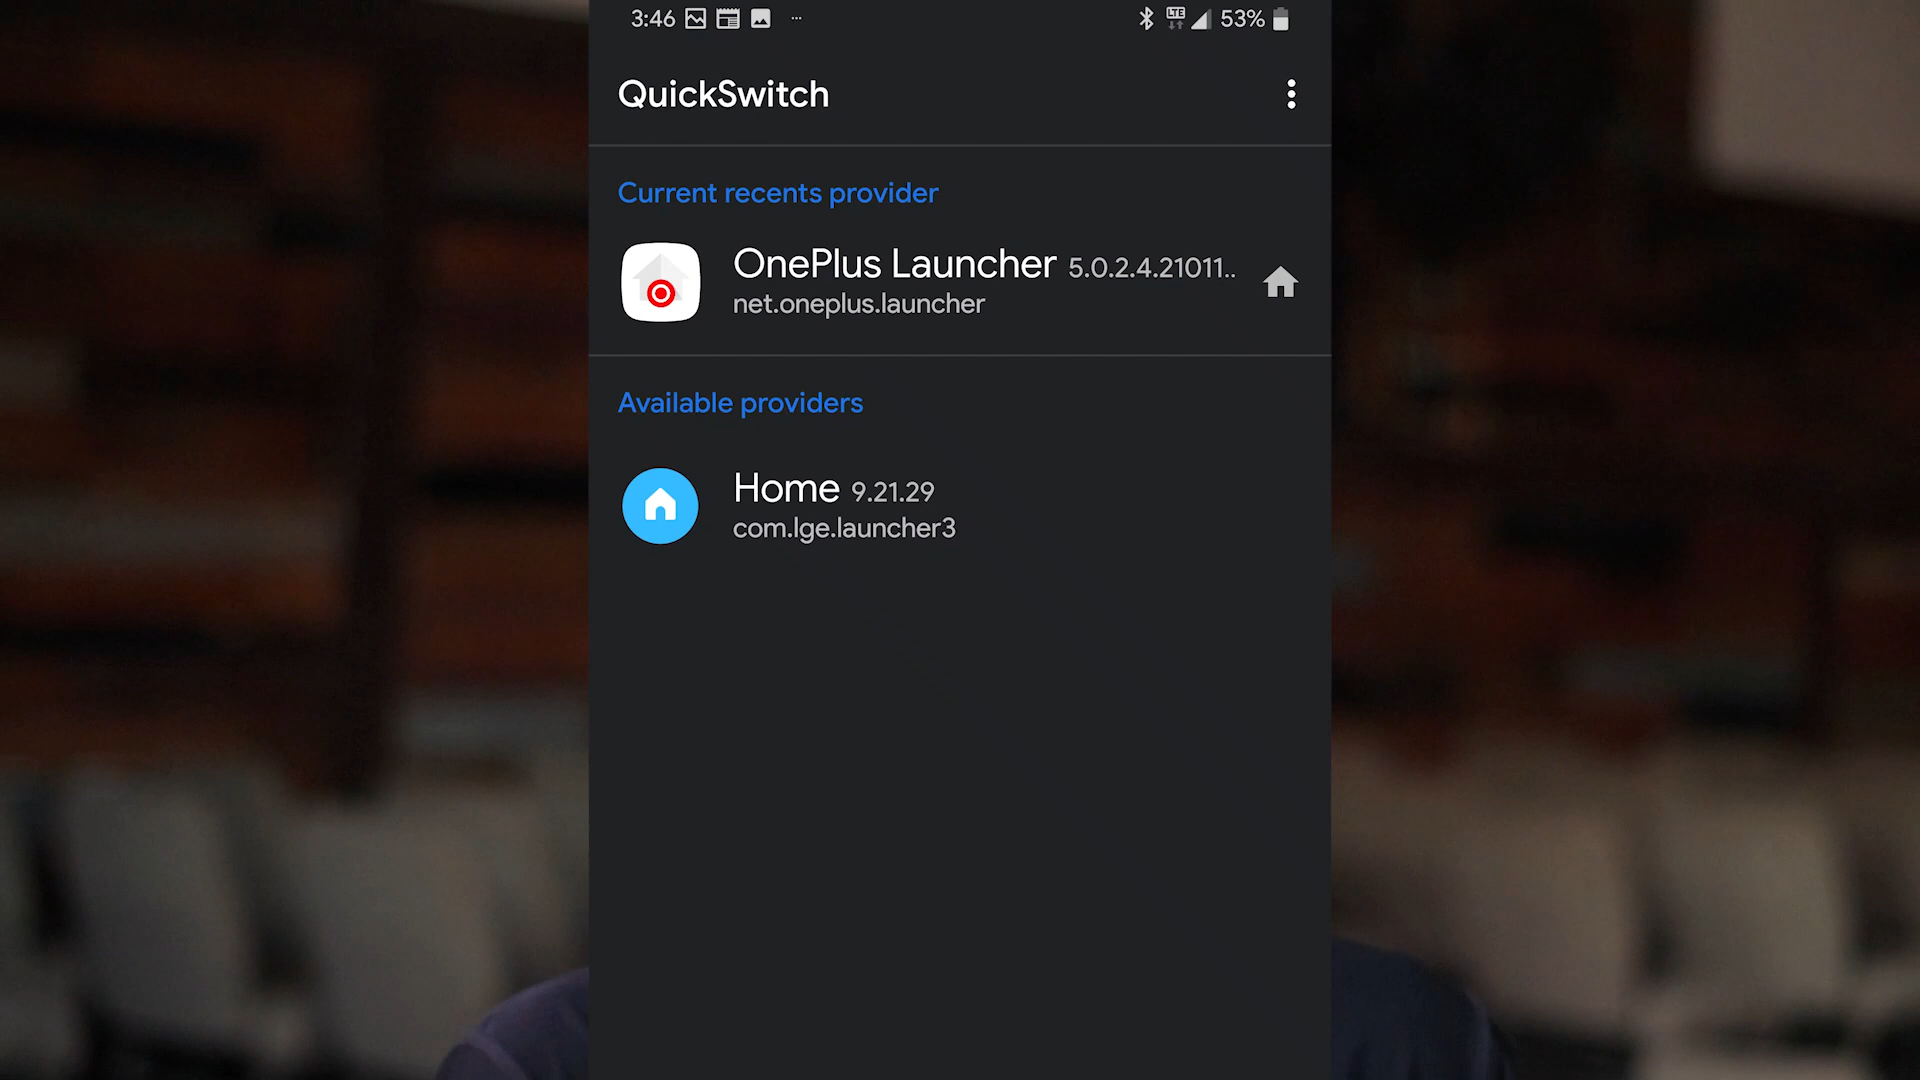 3:46 ... LTE 53%
QuickSwitch
Current recents provider
OnePlus Launcher 5.0.2.4.21011..
net.oneplus.launcher
Available providers
Home 9.21.29
com.lge.launcher3